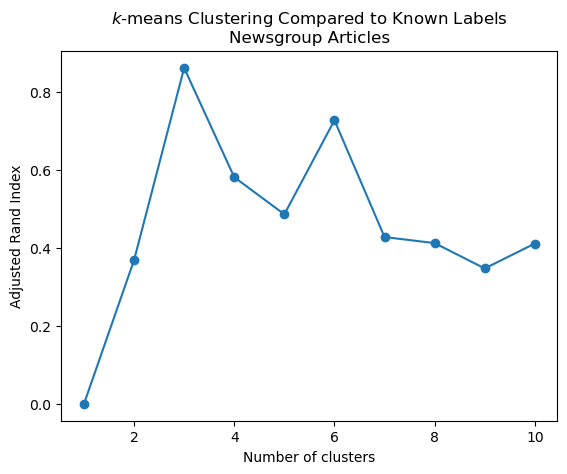 k-means Clustering Compared to Known Labels
Newsgroup Articles
Adjusted Rand Index
0.8
0.6
0.4
0.2
0.0
2 4 6 8 10
Number of clusters